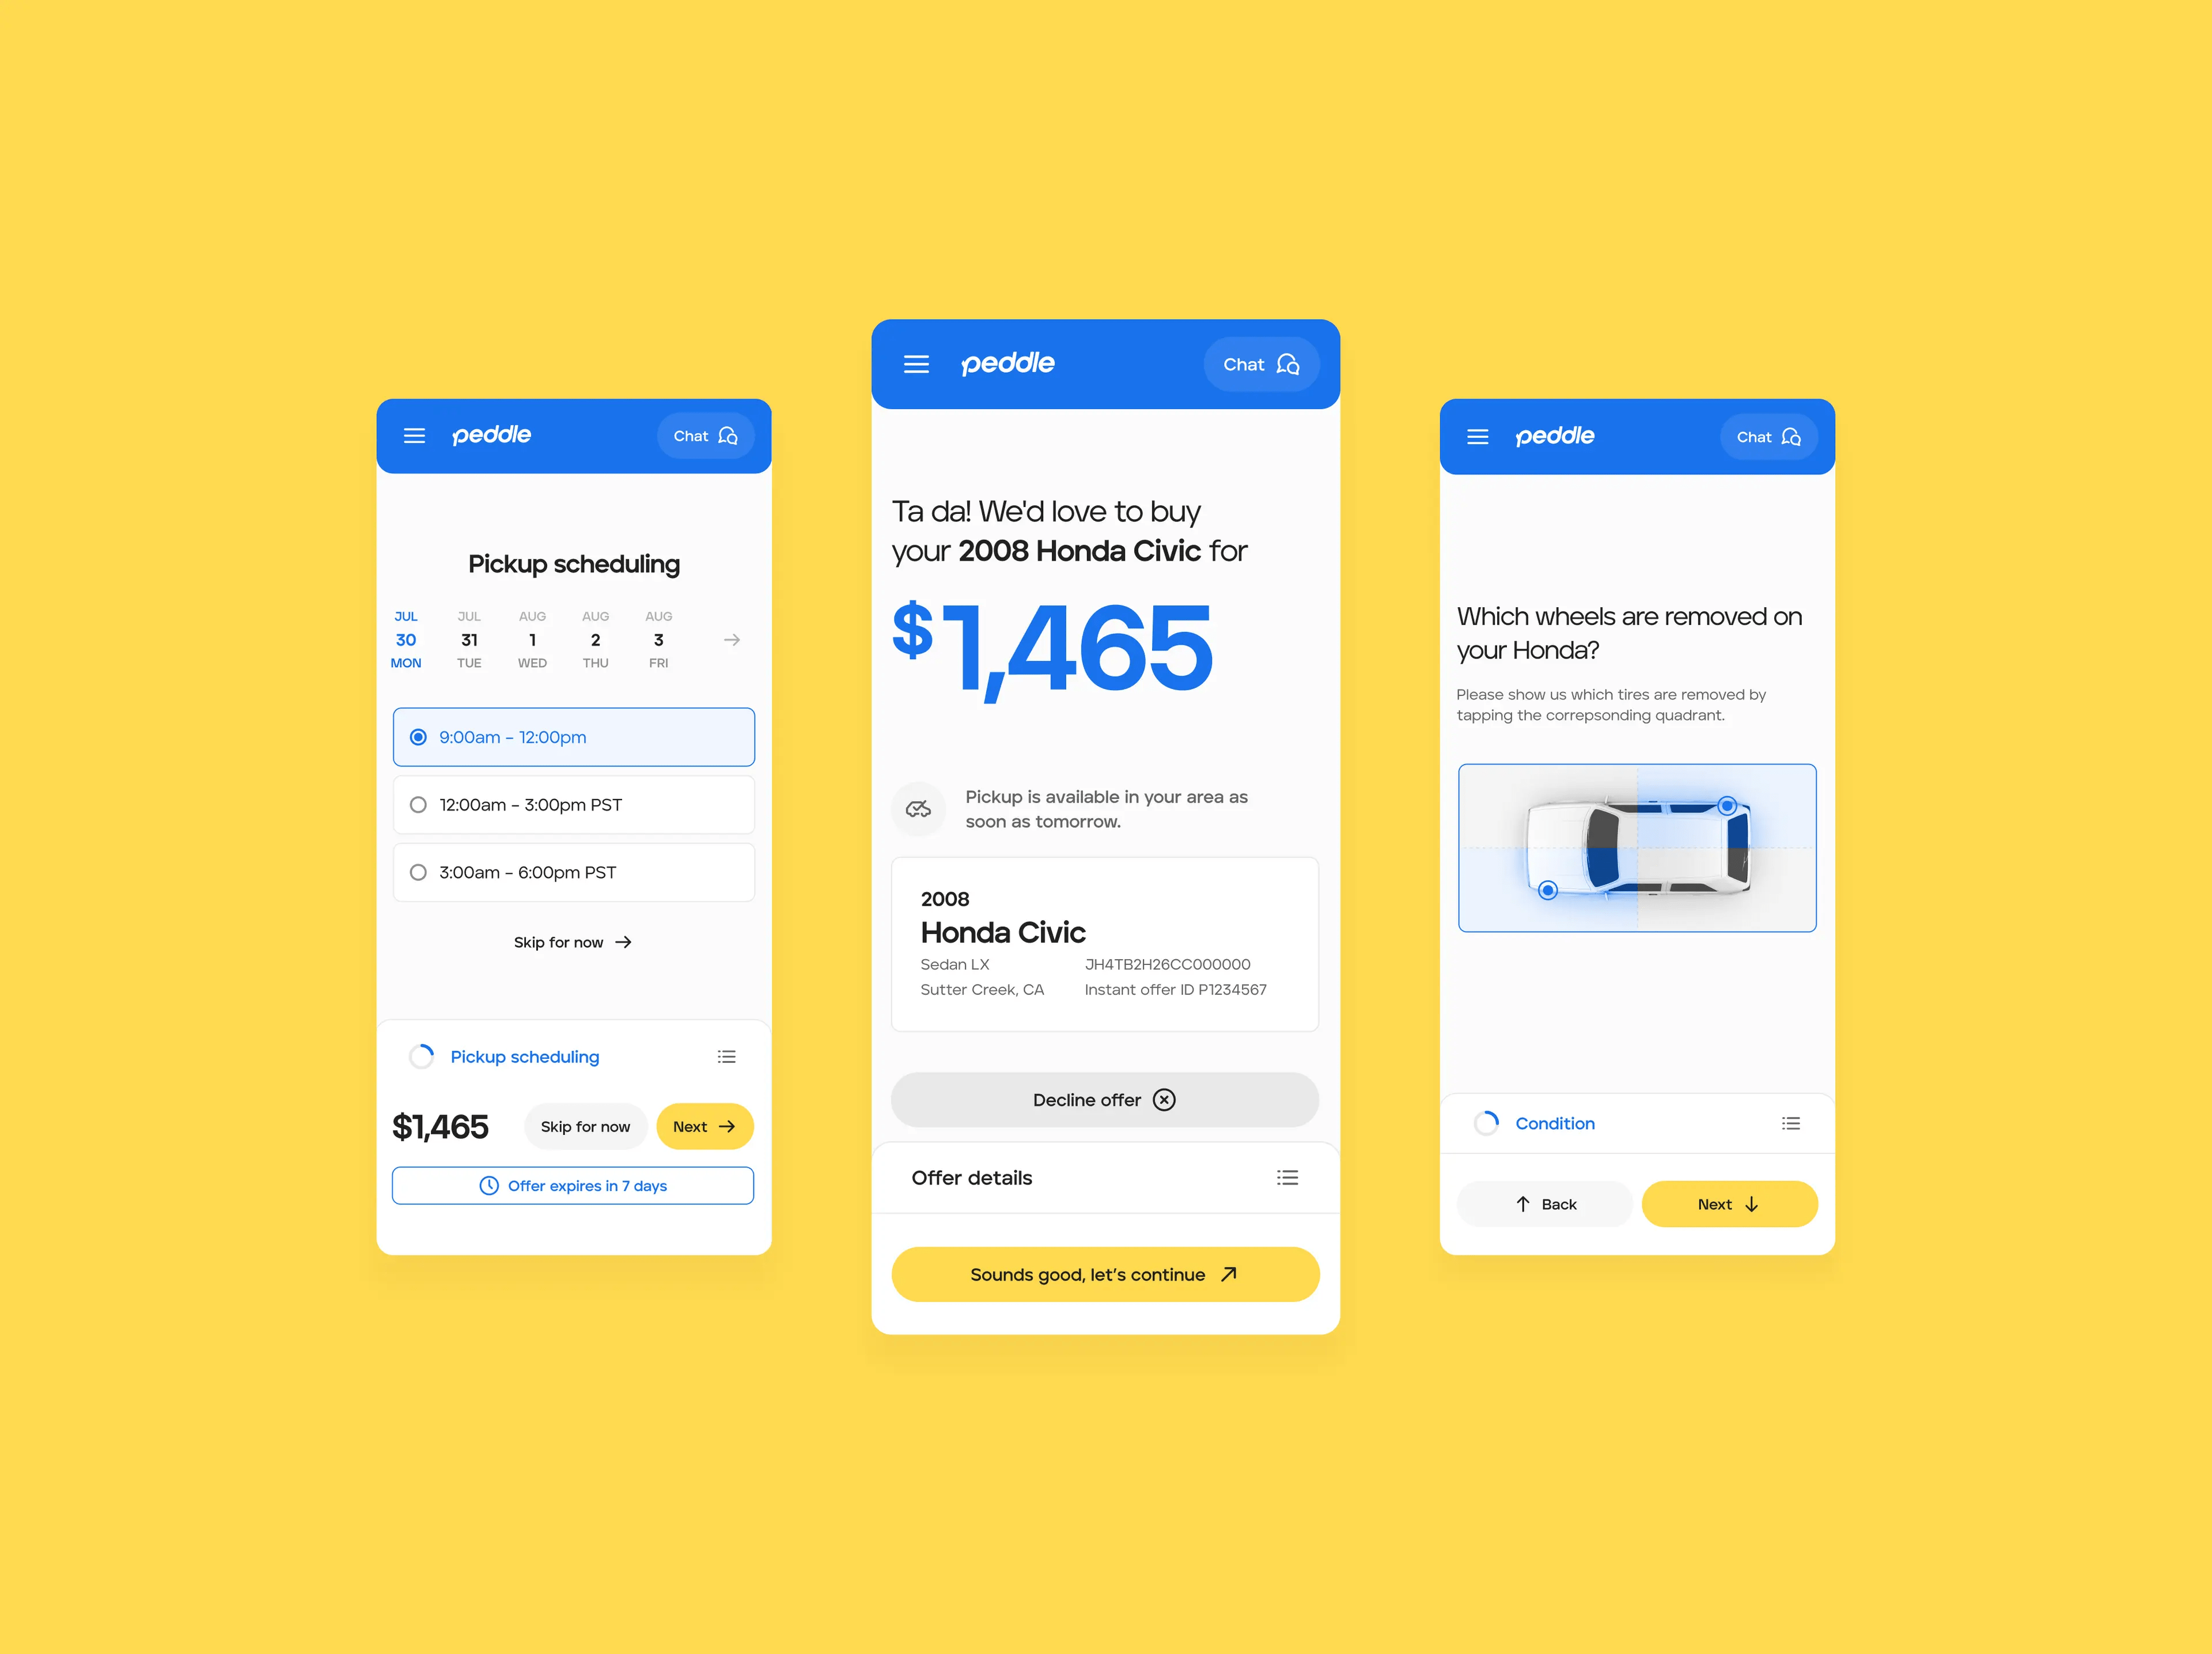 peddle
Chat
Pickup scheduling
JUL JUL AUG AUG AUG
30 31 1 2 3
MON TUE WED THU FRI
9:00am – 12:00pm
12:00am – 3:00pm PST
3:00am – 6:00pm PST
Skip for now
Pickup scheduling
$1,465
Skip for now
Next
Offer expires in 7 days
peddle
Chat
Ta da! We'd love to buy
your 2008 Honda Civic for
$1,465
Pickup is available in your area as
soon as tomorrow.
2008
Honda Civic
Sedan LX
JH4TB2H26CC000000
Sutter Creek, CA
Instant offer ID P1234567
Decline offer
Offer details
Sounds good, let's continue
peddle
Chat
Which wheels are removed on
your Honda?
Please show us which tires are removed by
tapping the correpsonding quadrant.
Condition
Back
Next